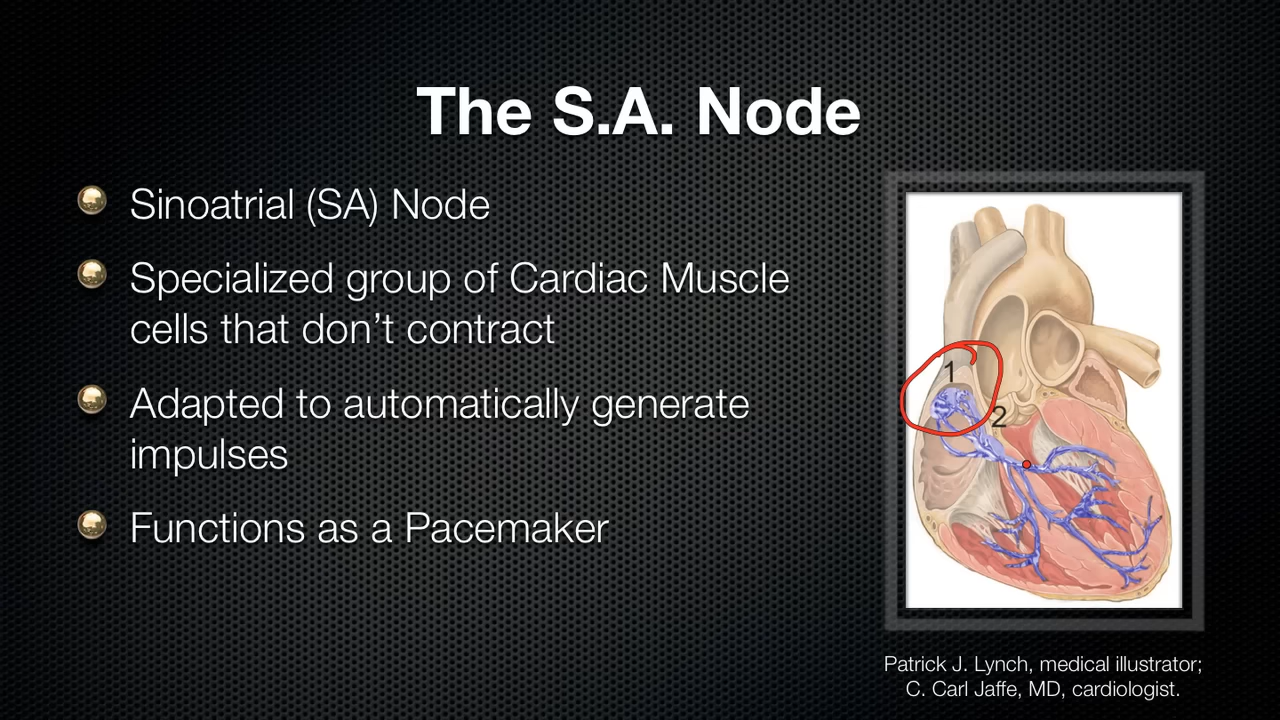 The S.A. Node
Sinoatrial (SA) Node
Specialized group of Cardiac Muscle
cells that don’t contract
Adapted to automatically generate
impulses
Functions as a Pacemaker
1
2
Patrick J. Lynch, medical illustrator;
C. Carl Jaffe, MD, cardiologist.